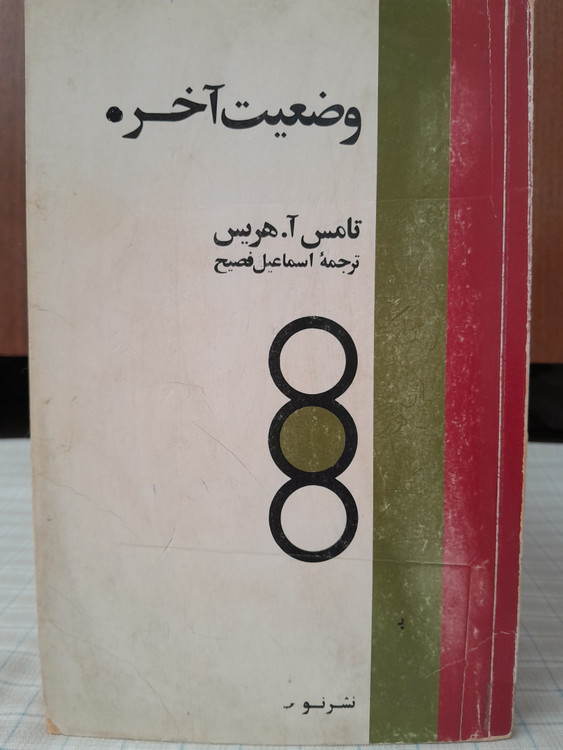 وضعیت آخر.
تامس آ. هریس
ترجمهٔ اسماعیل فصیح
نشر نو